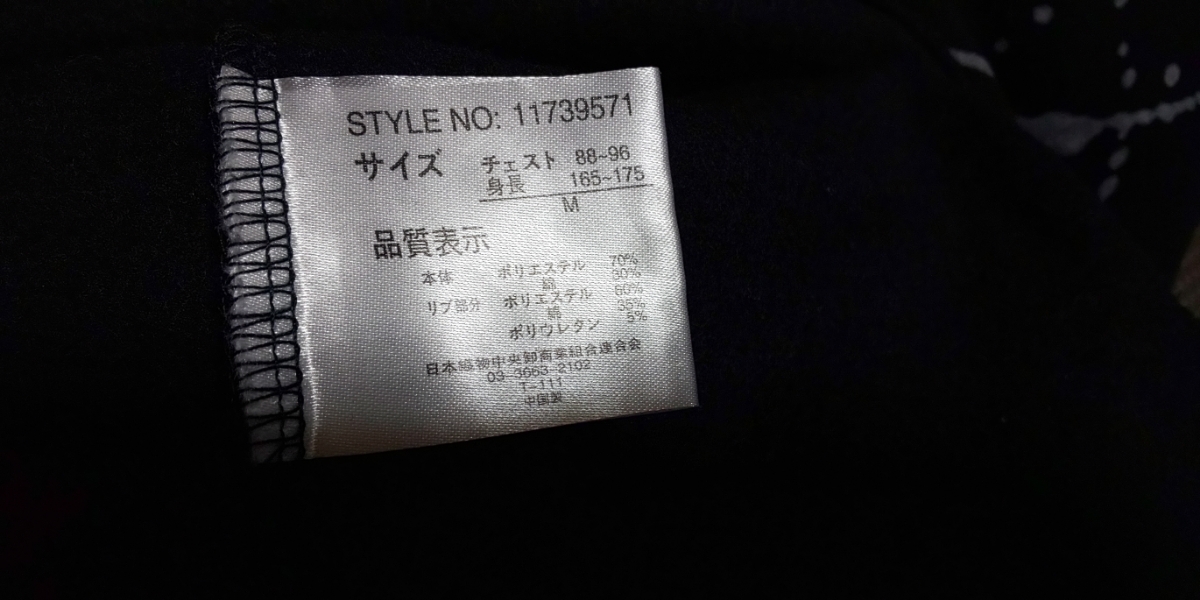 STYLE NO: 11739571
サイズ チェスト 88~96
身長 165~175
M
品質表示
本体 ポリエステル 70%
綿 30%
リブ部分 ポリエステル 60%
綿 35%
ポリウレタン 5%
日本織物中央卸商業組合連合会
03-3663-2102
T-111
中国製